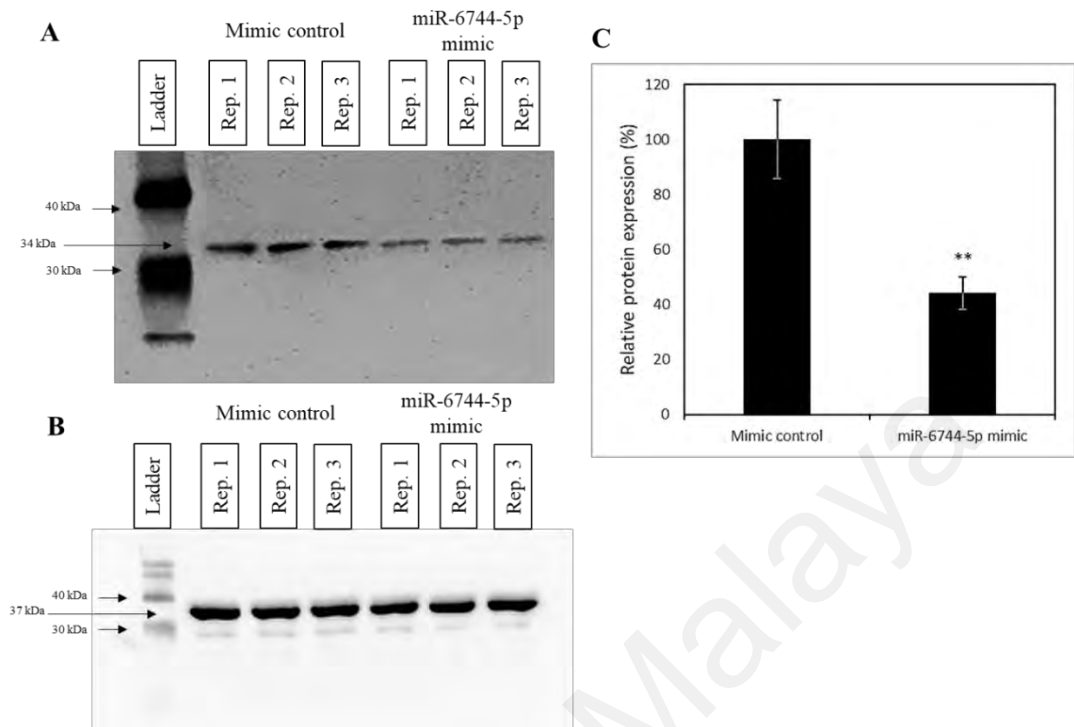 A
Mimic control
miR-6744-5p
mimic
Ladder
Rep. 1
Rep. 2
Rep. 3
Rep. 1
Rep. 2
Rep. 3
40 kDa
34 kDa
30 kDa
B
Mimic control
miR-6744-5p
mimic
Ladder
Rep. 1
Rep. 2
Rep. 3
Rep. 1
Rep. 2
Rep. 3
40 kDa
37 kDa
30 kDa
C
Relative protein expression (%)
120
100
80
60
40
20
0
**
Mimic control
miR-6744-5p mimic
Malaya